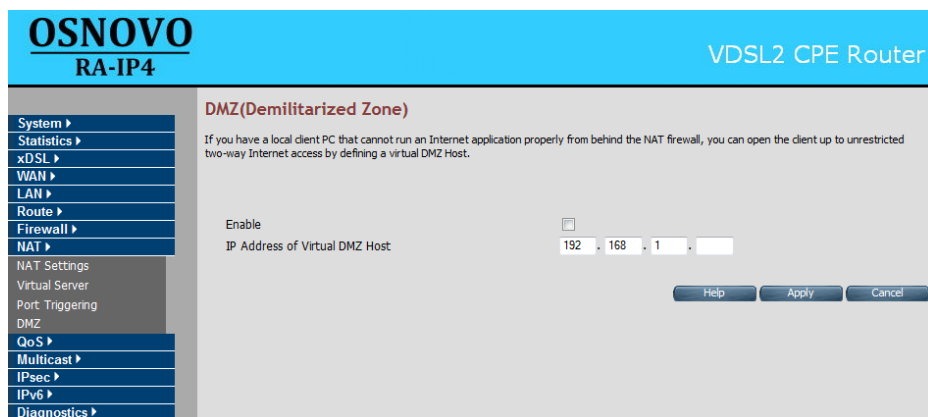 OSNOVO
RA-IP4
VDSL2 CPE Router
System
Statistics
xDSL
WAN
LAN
Route
Firewall
NAT
NAT Settings
Virtual Server
Port Triggering
DMZ
QoS
Multicast
IPsec
IPv6
Diagnostics
DMZ(Demilitarized Zone)
If you have a local client PC that cannot run an Internet application properly from behind the NAT firewall, you can open the client up to unrestricted
two-way Internet access by defining a virtual DMZ Host.
Enable
IP Address of Virtual DMZ Host 192 . 168 . 1 .
Help Apply Cancel